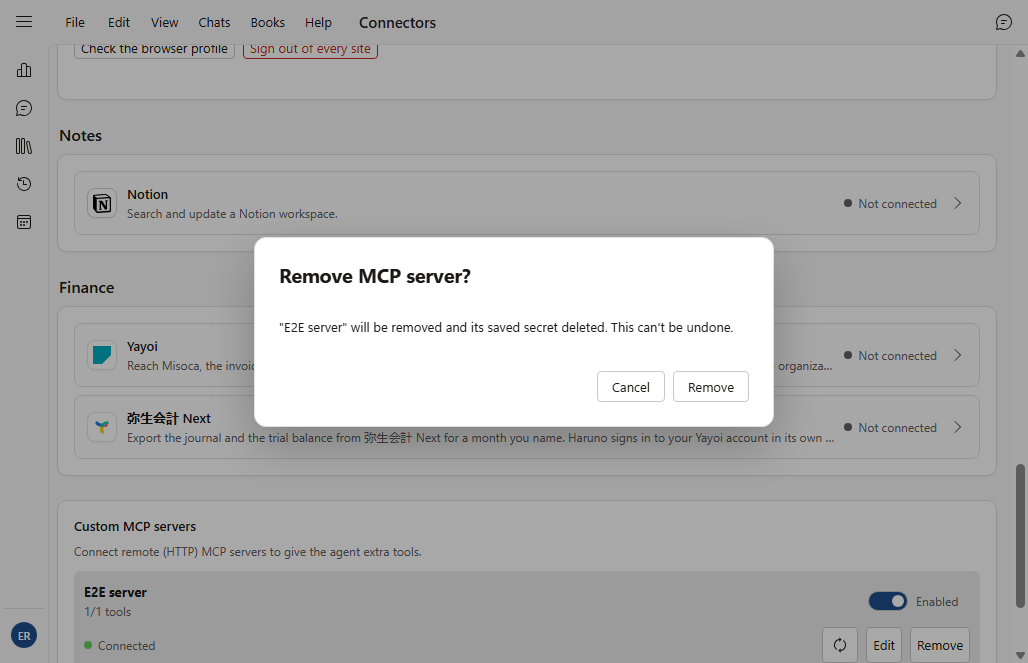 File Edit View Chats Books Help Connectors
Check the browser profile Sign out of every site
Notes
Notion
Search and update a Notion workspace.
Not connected
Remove MCP server?
"E2E server" will be removed and its saved secret deleted. This can't be undone.
Cancel Remove
Finance
Yayoi
Reach Misoca, the invoic
organiza...
Not connected
弥生会計 Next
Export the journal and the trial balance from 弥生会計 Next for a month you name. Haruno signs in to your Yayoi account in its own ...
Not connected
Custom MCP servers
Connect remote (HTTP) MCP servers to give the agent extra tools.
E2E server
1/1 tools
Enabled
Connected
Edit Remove
ER